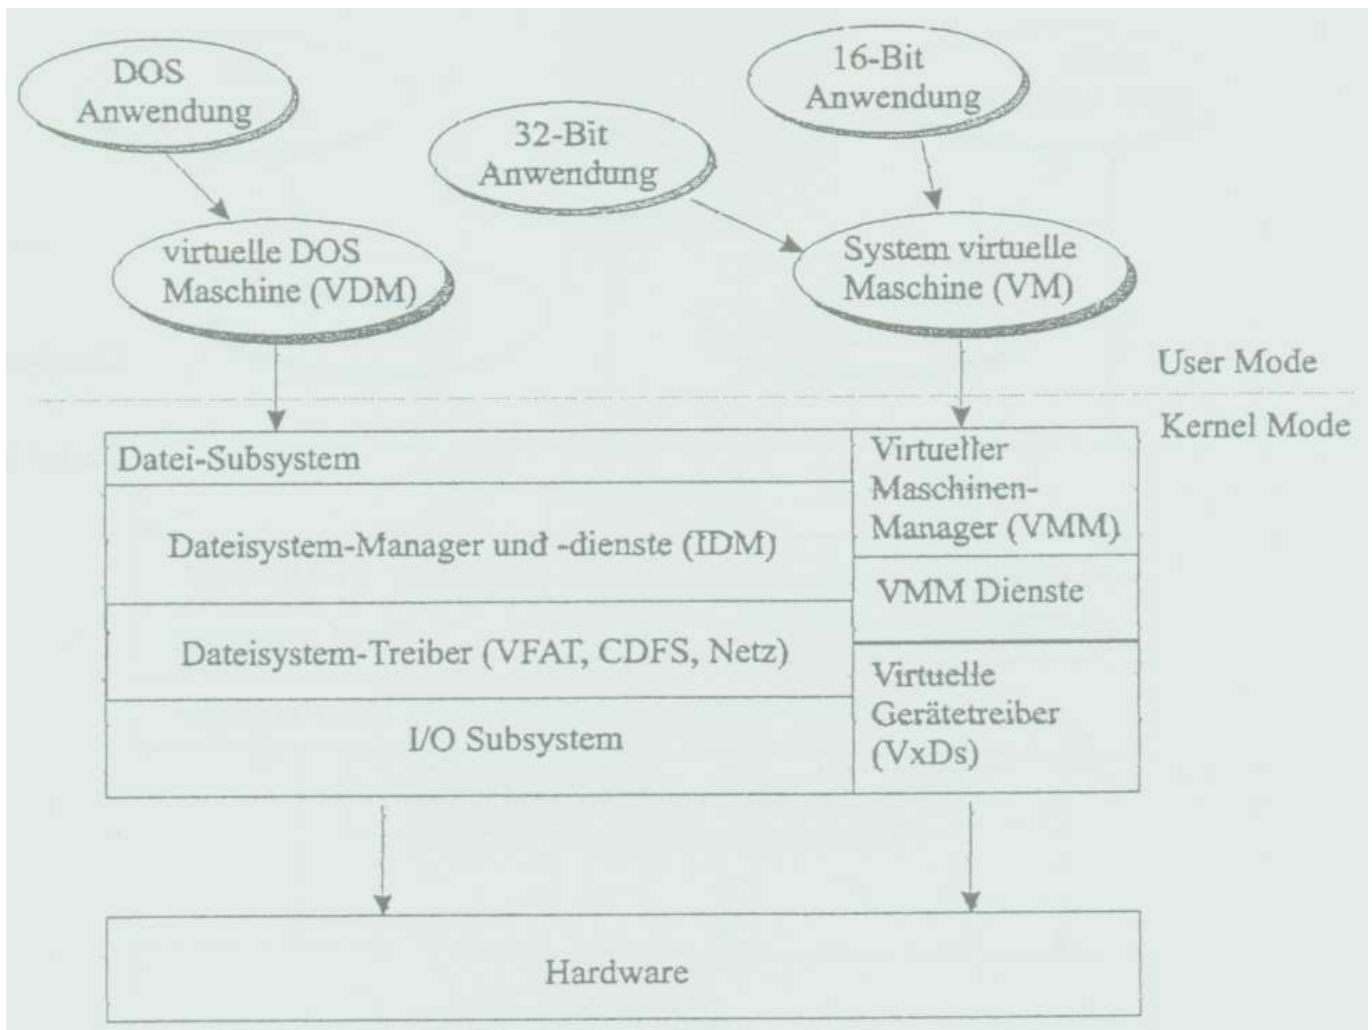 DOS
Anwendung
16-Bit
Anwendung
32-Bit
Anwendung
virtuelle DOS
Maschine (VDM)
System virtuelle
Maschine (VM)
User Mode
Kernel Mode
Datei-Subsystem
Dateisystem-Manager und -dienste (IDM)
Dateisystem-Treiber (VFAT, CDFS, Netz)
I/O Subsystem
Virtueller
Maschinen-
Manager (VMM)
VMM Dienste
Virtuelle
Gerätetreiber
(VxDs)
Hardware